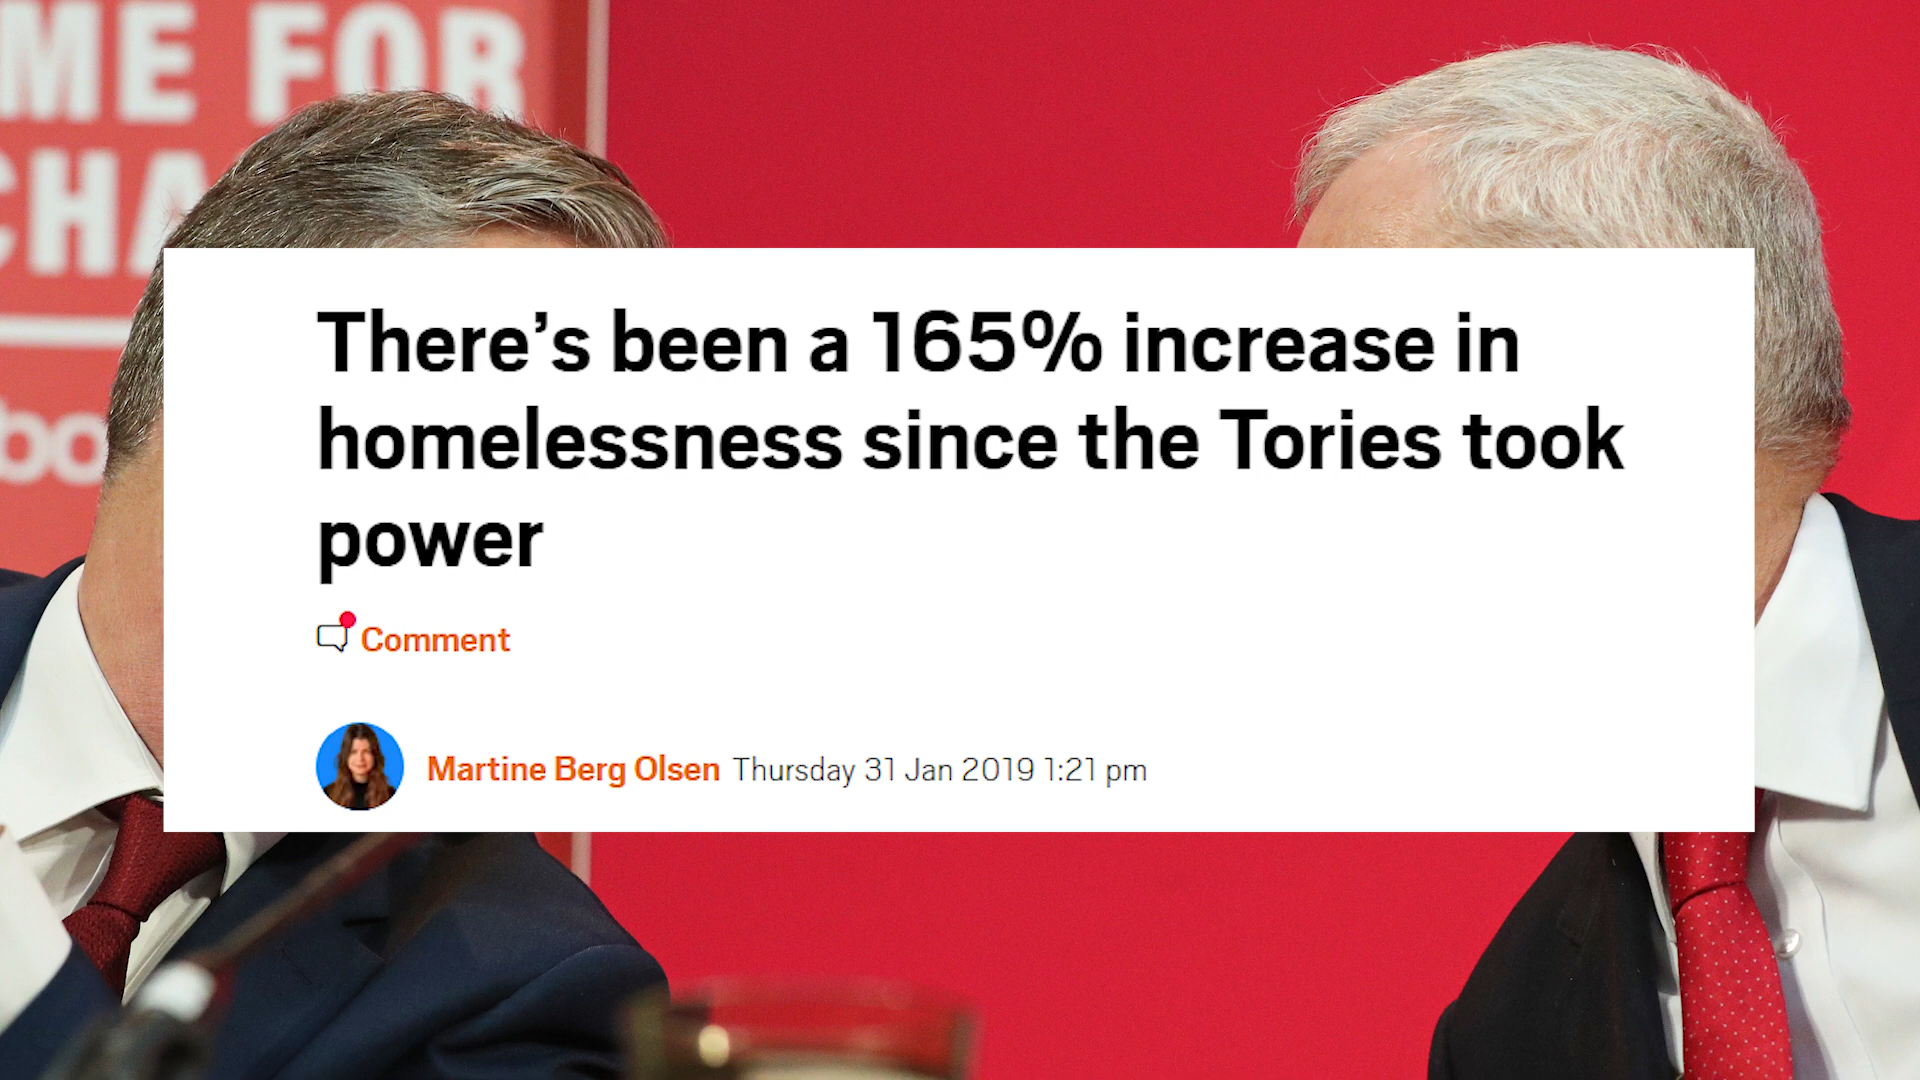 ME FOR
CHA
bo
There's been a 165% increase in
homelessness since the Tories took
power
Comment
Martine Berg Olsen Thursday 31 Jan 2019 1:21 pm